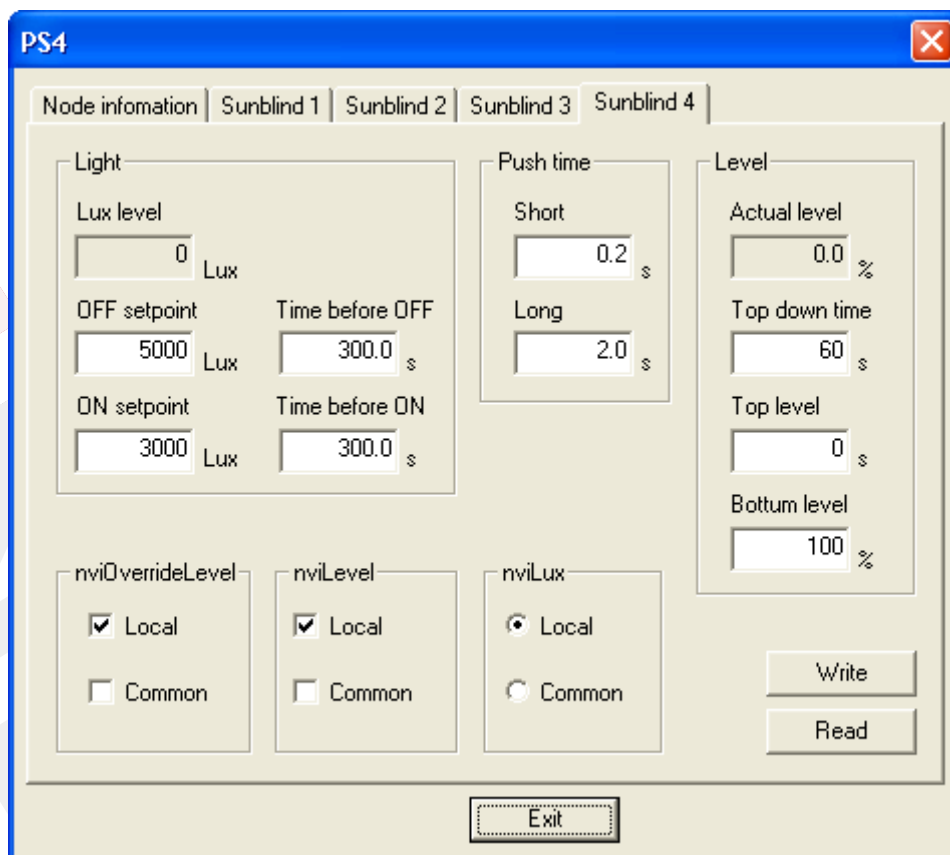 PS4
Node infomation Sunblind 1 Sunblind 2 Sunblind 3 Sunblind 4
Light
Lux level
0 Lux
OFF setpoint Time before OFF
5000 Lux 300.0 s
ON setpoint Time before ON
3000 Lux 300.0 s
Push time
Short
0.2 s
Long
2.0 s
Level
Actual level
0.0 %
Top down time
60 s
Top level
0 s
Bottum level
100 %
nviOverrideLevel
Local
Common
nviLevel
Local
Common
nviLux
Local
Common
Write
Read
Exit